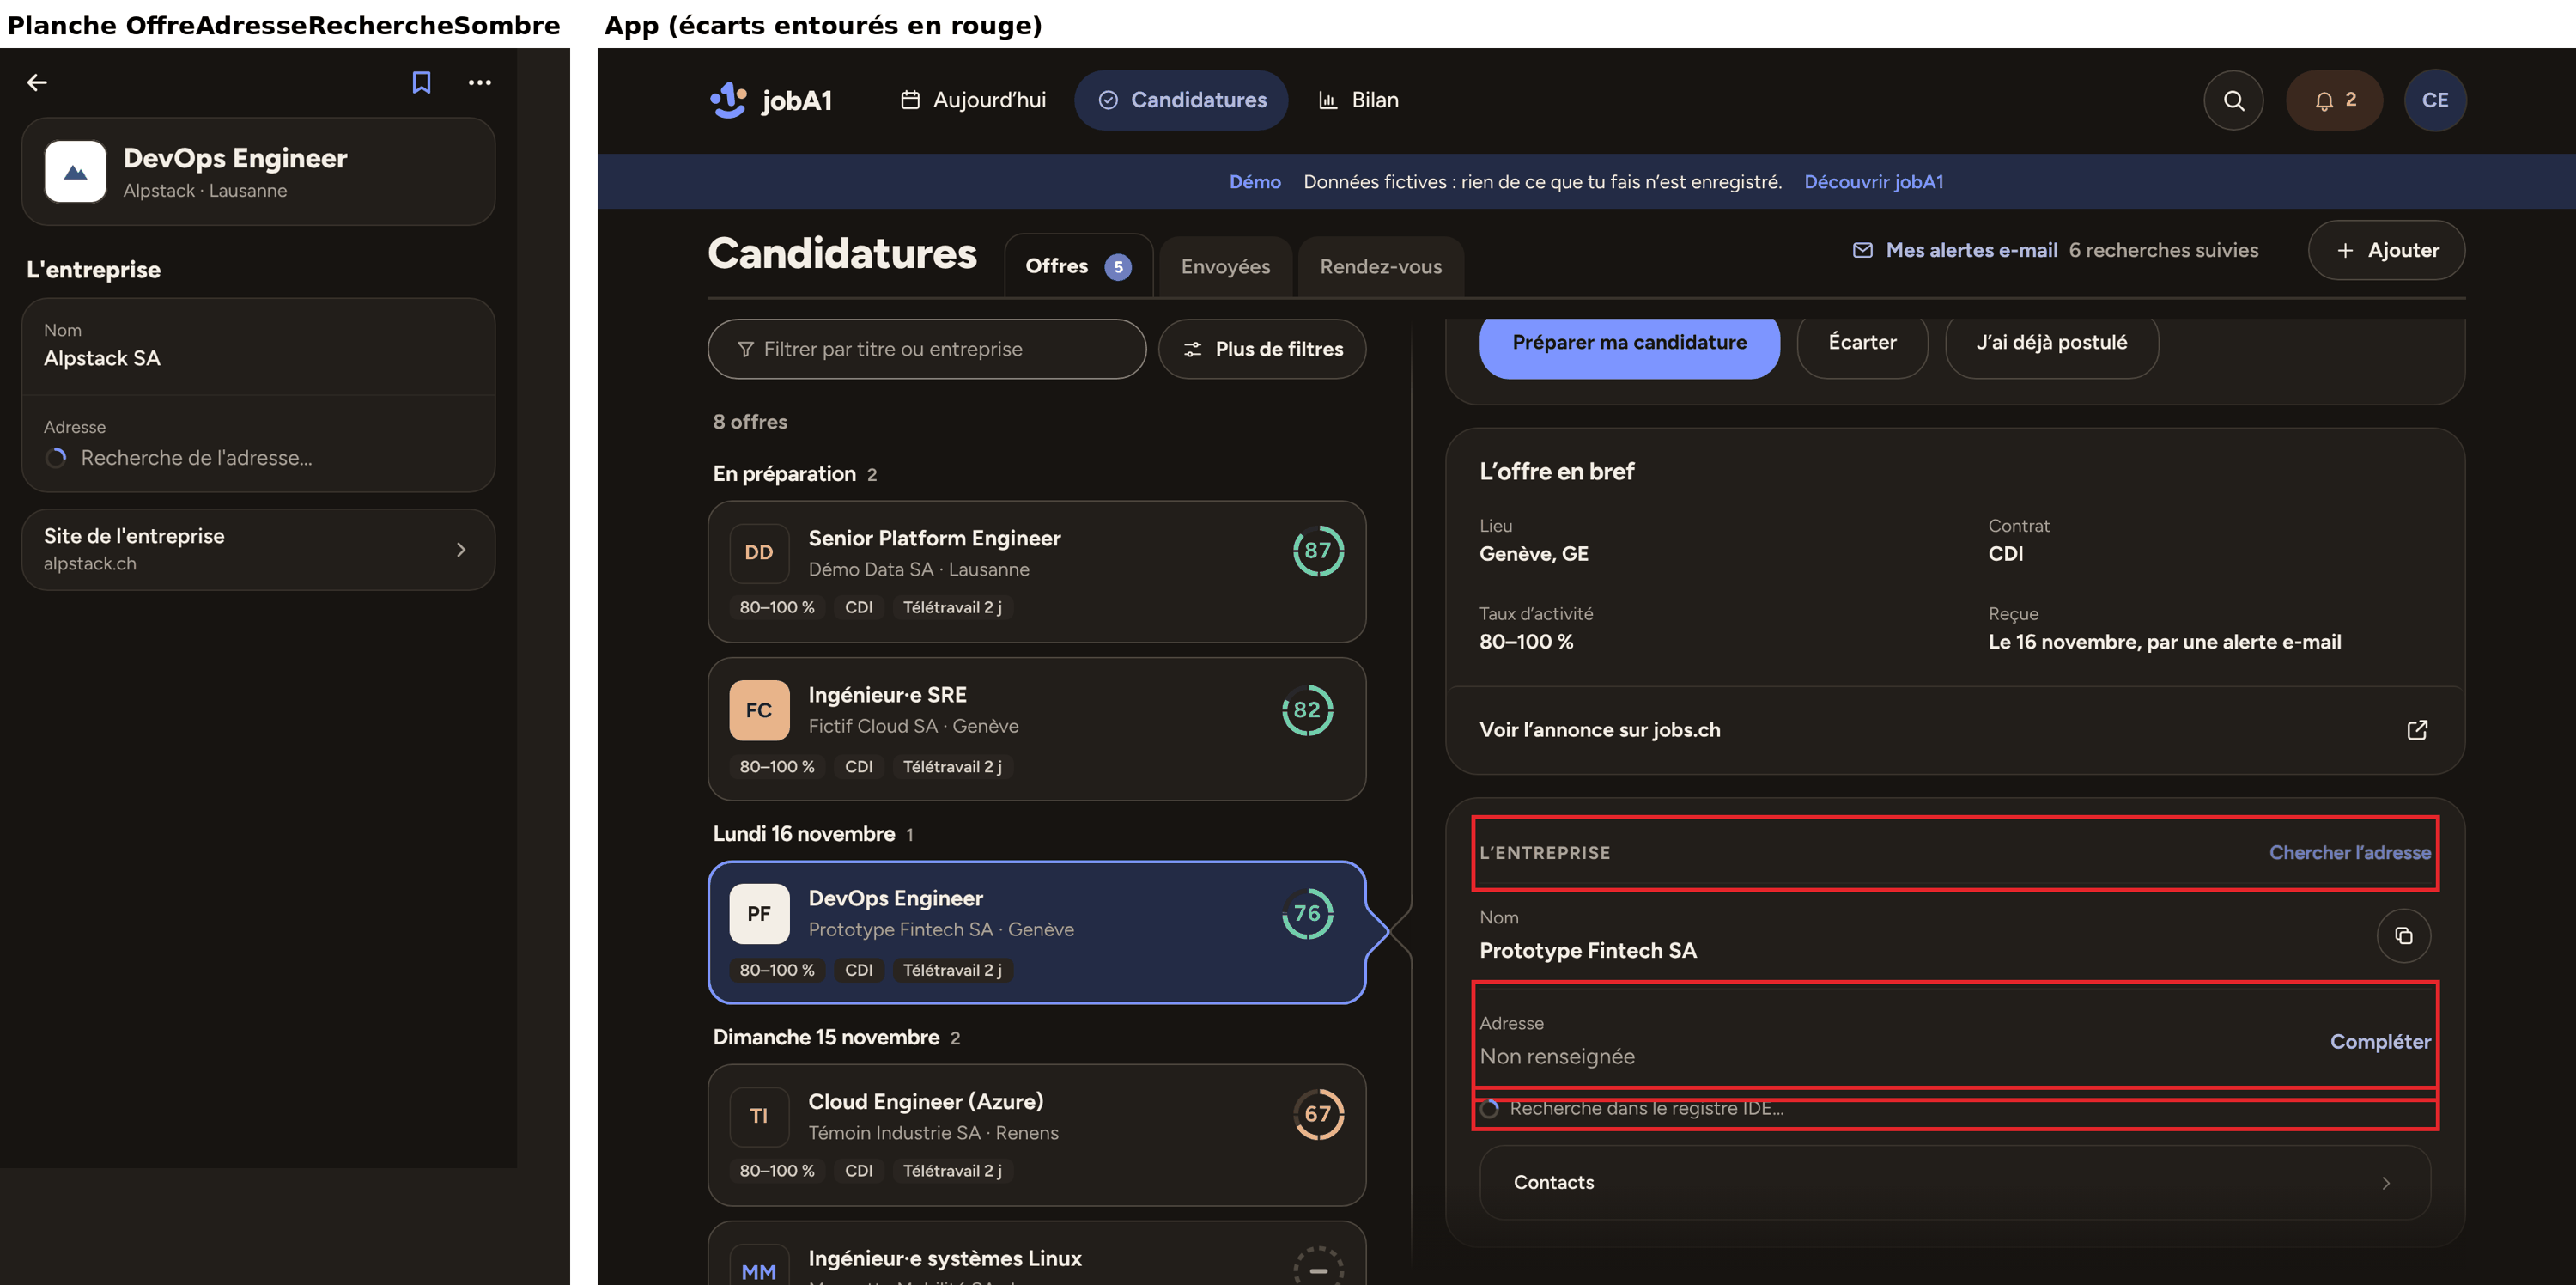 Planche OffreAdresseRechercheSombre
DevOps Engineer
Alpstack · Lausanne
L'entreprise
Nom
Alpstack SA
Adresse
Recherche de l'adresse...
Site de l'entreprise
alpstack.ch
App (écarts entourés en rouge)
jobA1
Aujourd’hui
Candidatures
Bilan
2
CE
Démo Données fictives : rien de ce que tu fais n’est enregistré. Découvrir jobA1
Candidatures
Offres 5
Envoyées
Rendez-vous
Mes alertes e-mail 6 recherches suivies
Ajouter
Filtrer par titre ou entreprise
Plus de filtres
8 offres
En préparation 2
DD
Senior Platform Engineer
Démo Data SA · Lausanne
87
80–100 % CDI Télétravail 2 j
FC
Ingénieur·e SRE
Fictif Cloud SA · Genève
82
80–100 % CDI Télétravail 2 j
Lundi 16 novembre 1
PF
DevOps Engineer
Prototype Fintech SA · Genève
76
80–100 % CDI Télétravail 2 j
Dimanche 15 novembre 2
TI
Cloud Engineer (Azure)
Témoin Industrie SA · Renens
67
80–100 % CDI Télétravail 2 j
MM
Ingénieur·e systèmes Linux
Préparer ma candidature
Écarter
J’ai déjà postulé
L’offre en bref
Lieu
Genève, GE
Contrat
CDI
Taux d’activité
80–100 %
Reçue
Le 16 novembre, par une alerte e-mail
Voir l’annonce sur jobs.ch
L’ENTREPRISE
Chercher l’adresse
Nom
Prototype Fintech SA
Adresse
Non renseignée
Compléter
Recherche dans le registre IDE…
Contacts